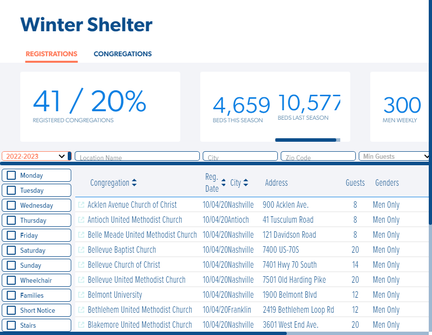 Winter Shelter
REGISTRATIONS CONGREGATIONS
41 / 20% 4,659 10,577 300
REGISTERED CONGREGATIONS BEDS THIS SEASON BEDS LAST SEASON MEN WEEKLY
2022-2023 Location Name City Zip Code Min Guests
Monday
Tuesday
Wednesday
Thursday
Friday
Saturday
Sunday
Wheelchair
Families
Short Notice
Stairs
Congregation Reg. Date City Address Guests Genders
Acklen Avenue Church of Christ 10/04/20 Nashville 900 Acklen Ave. 8 Men Only
Antioch United Methodist Church 10/04/20 Antioch 41 Tusculum Road 8 Men Only
Belle Meade United Methodist Church 10/04/20 Nashville 121 Davidson Road 8 Men Only
Bellevue Baptist Church 10/04/20 Nashville 7400 US-70S 20 Men Only
Bellevue Church of Christ 10/04/20 Nashville 7401 Hwy 70 South 14 Men Only
Bellevue United Methodist Church 10/04/20 Nashville 7501 Old Harding Pike 20 Men Only
Belmont University 10/04/20 Nashville 1900 Belmont Blvd 12 Men Only
Bethlehem United Methodist Church 10/04/20 Franklin 2419 Bethlehem Loop Rd 12 Men Only
Blakemore United Methodist Church 10/04/20 Nashville 3601 West End Ave. 20 Men Only